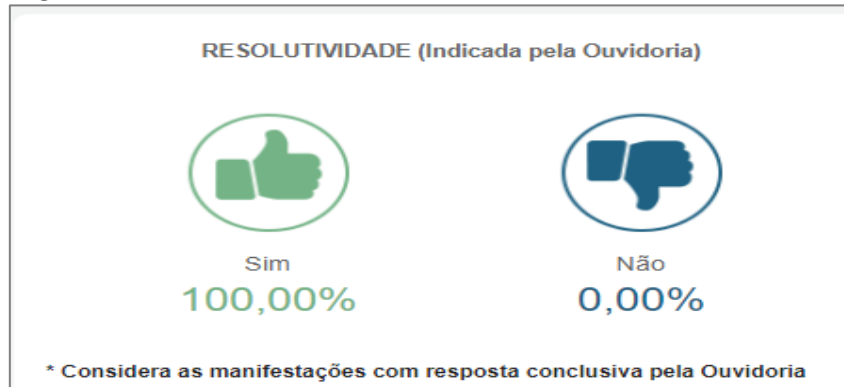 RESOLUTIVIDADE (Indicada pela Ouvidoria)
Sim
Não
100,00%
0,00%
* Considera as manifestações com resposta conclusiva pela Ouvidoria